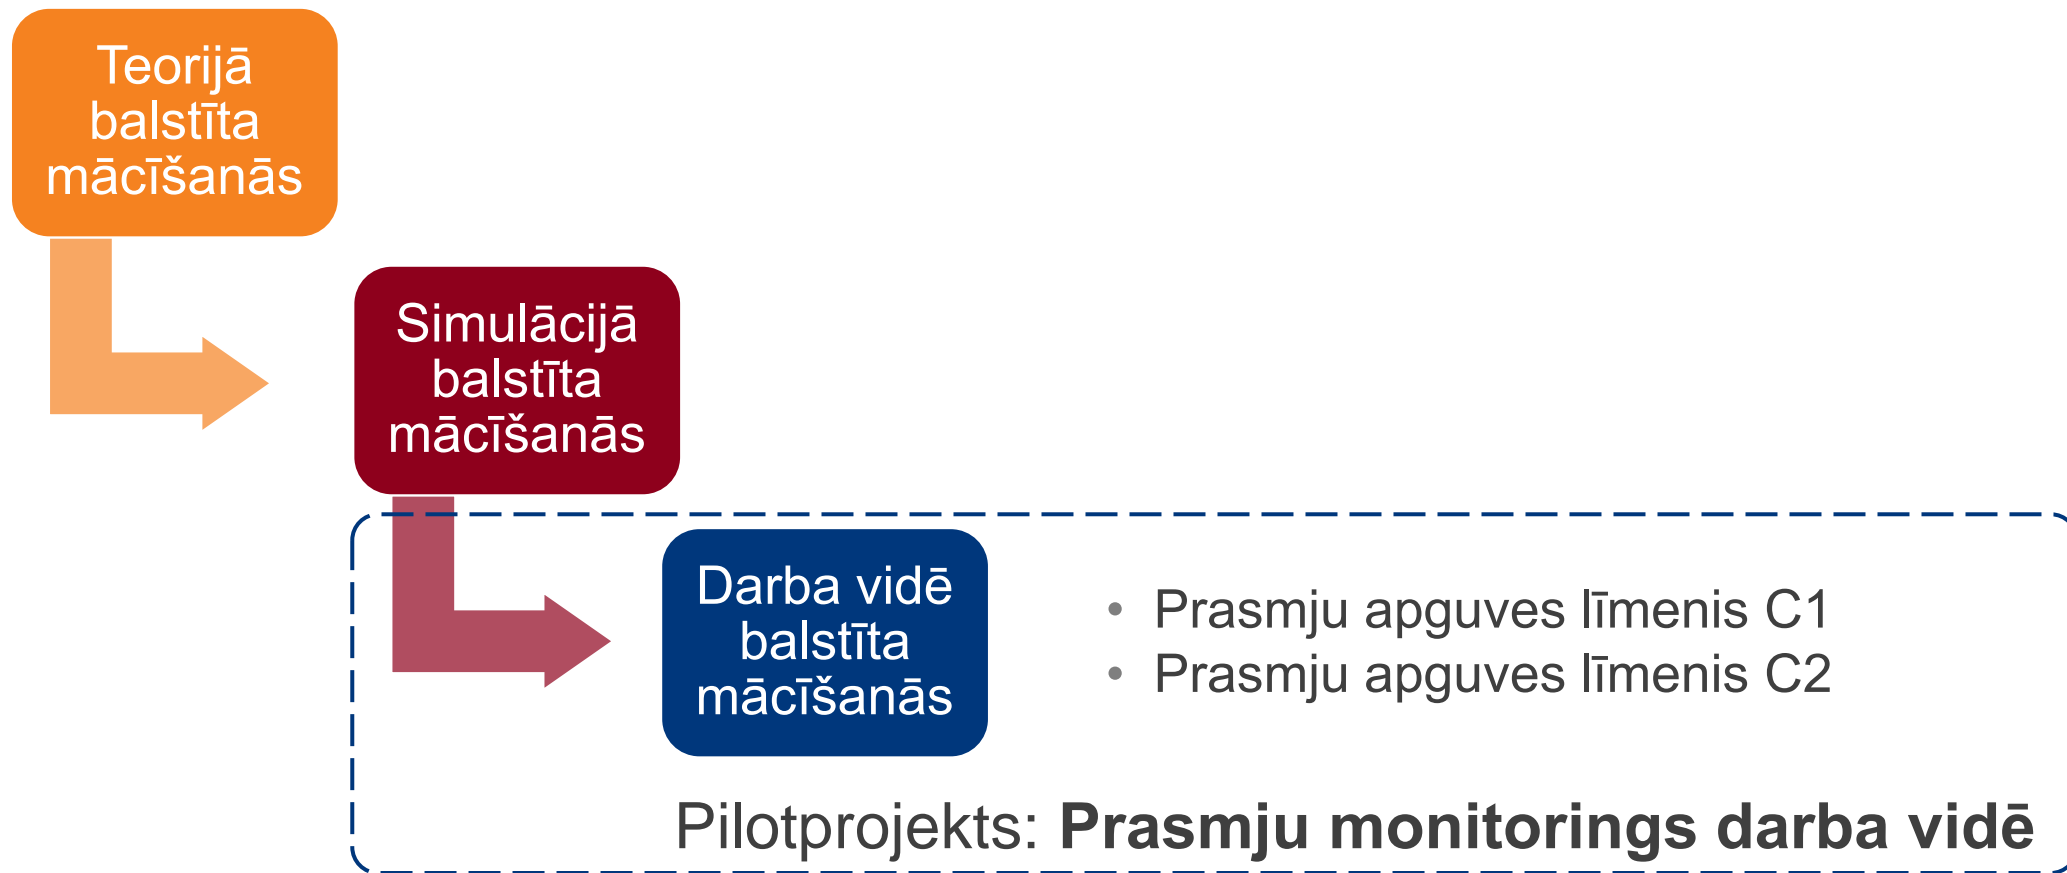 Teorijā
balstīta
mācīšanās
Simulācijā
balstīta
mācīšanās
Darba vidē
balstīta
mācīšanās
• Prasmju apguves līmenis C1
• Prasmju apguves līmenis C2
Pilotprojekts: Prasmju monitorings darba vidē